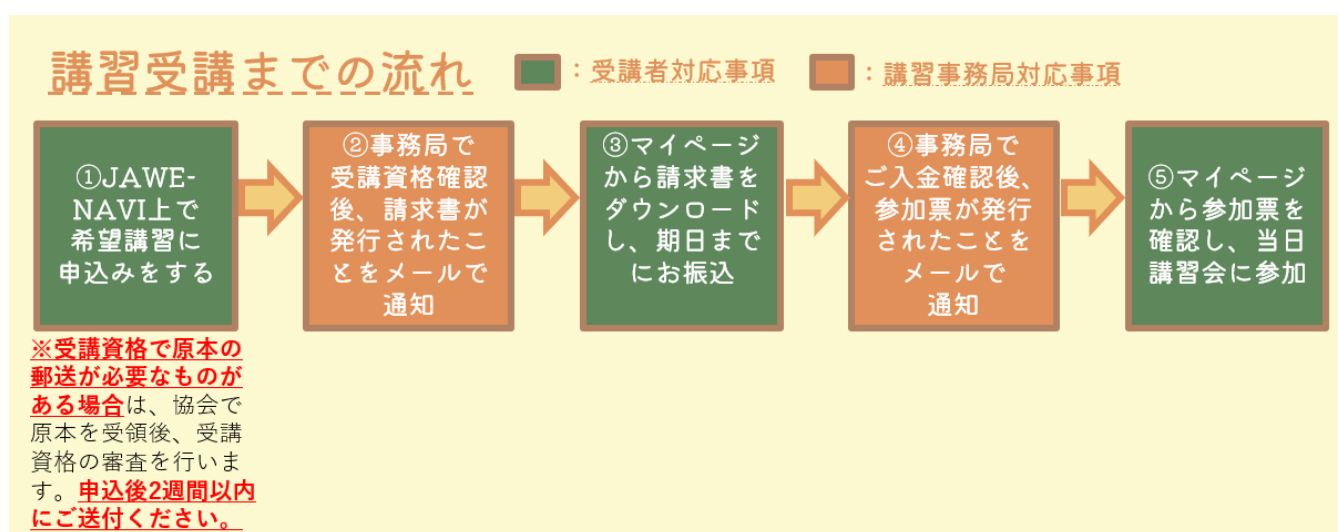 講習受講までの流れ
：受講者対応事項
：講習事務局対応事項
①JAWE-
NAVI上で
希望講習に
申込みをする
②事務局で
受講資格確認
後、請求書が
発行されたこ
とをメールで
通知
③マイページ
から請求書を
ダウンロード
し、期日まで
にお振込
④事務局で
ご入金確認後、
参加票が発行
されたことを
メールで
通知
⑤マイページ
から参加票を
確認し、当日
講習会に参加
※受講資格で原本の
郵送が必要なものが
ある場合は、協会で
原本を受領後、受講
資格の審査を行いま
す。申込後2週間以内
にご送付ください。